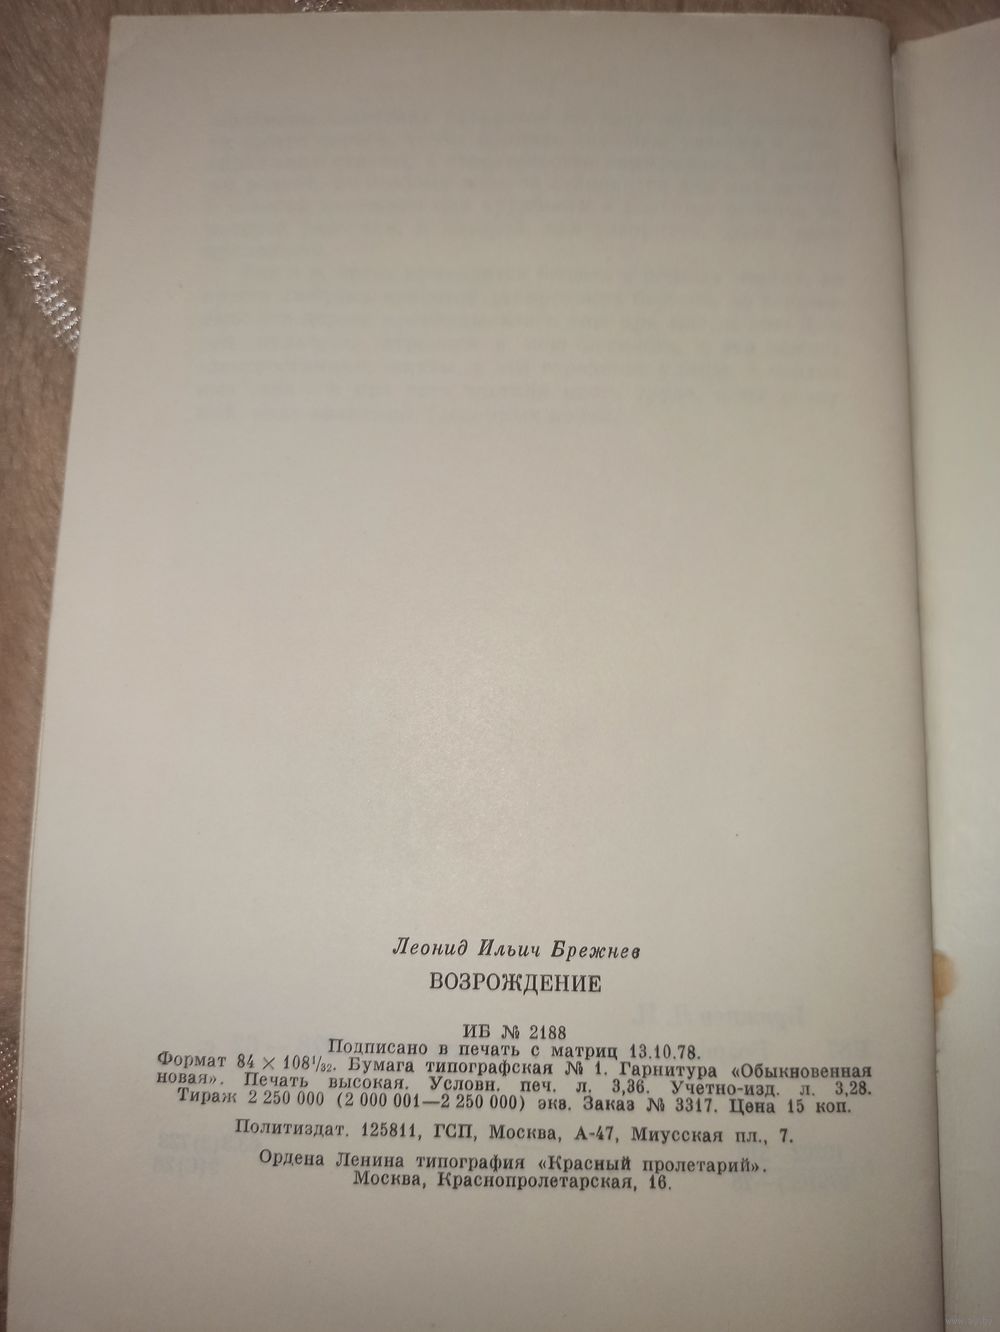 Леонид Ильич Брежнев
ВОЗРОЖДЕНИЕ
ИБ № 2188
Подписано в печать с матриц 13.10.78.
Формат 84 × 108¹/₃₂. Бумага типографская № 1. Гарнитура «Обыкновенная
новая». Печать высокая. Условн. печ. л. 3,36. Учетно-изд. л. 3,28.
Тираж 2 250 000 (2 000 001—2 250 000) экз. Заказ № 3317. Цена 15 коп.
Политиздат. 125811, ГСП, Москва, А-47, Миусская пл., 7.
Ордена Ленина типография «Красный пролетарий».
Москва, Краснопролетарская, 16.